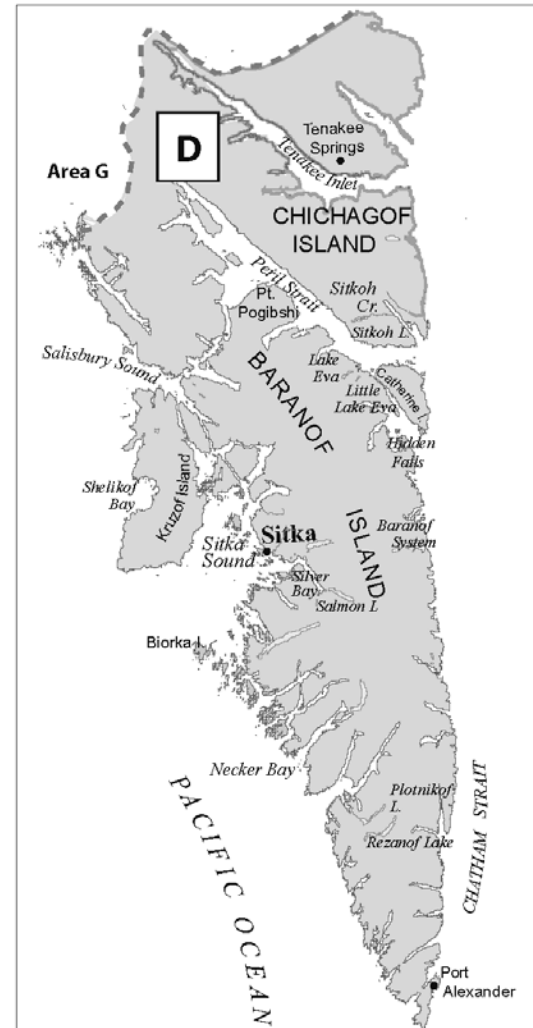 D
Area G
Tenakee
Springs
Tenakee Inlet
CHICHAGOF
ISLAND
Peril Strait
Sitkoh
Cr.
Pt.
Pogibshi
Sitkoh L.
Salisbury Sound
Lake
Eva
Catharine I.
Little
Lake Eva
BARANOF
ISLAND
Hidden
Falls
Shelikof
Bay
Kruzof Island
Baranof
System
Sitka
Sitka
Sound
Silver
Bay
Salmon L
Biorka I.
Necker Bay
Plotnikof
L.
Rezanof Lake
PACIFIC OCEAN
CHATHAM STRAIT
Port
Alexander